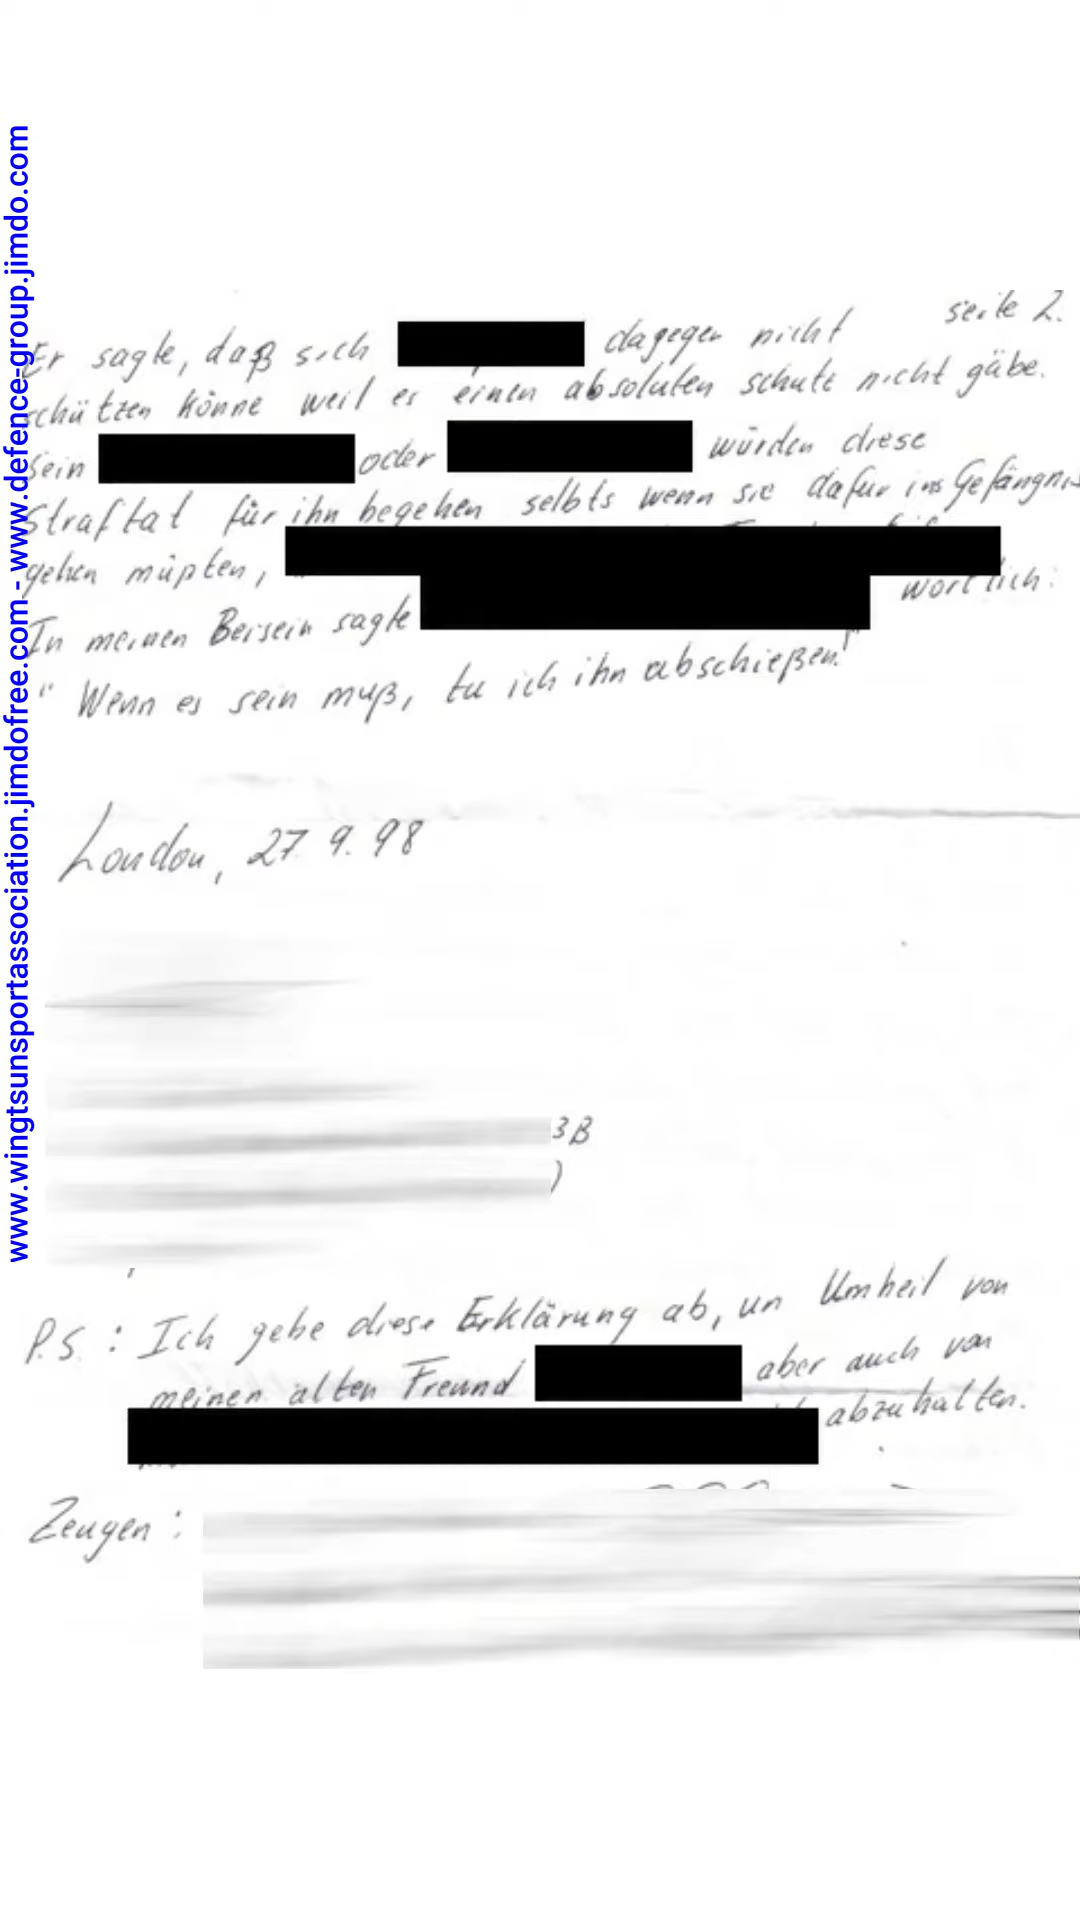 seite 2.
Er sagte, daß sich dagegen nicht
schützen könne weil es einen absoluten schutz nicht gäbe.
Sein oder würden diese
Straftat für ihn begehen selbts wenn sie dafür ins Gefängnis
gehen müßten,
In meinen Beisein sagte wörtlich:
" Wenn es sein muß, tu ich ihn abschießen!"
London, 27.9.98
3B
)
P.S.: Ich gebe diese Erklärung ab, un Umheil von
meinen alten Freund aber auch von
abzuhalten.
Zeugen:
www.wingtsunsportassociation.jimdofree.com - www.defence-group.jimdo.com